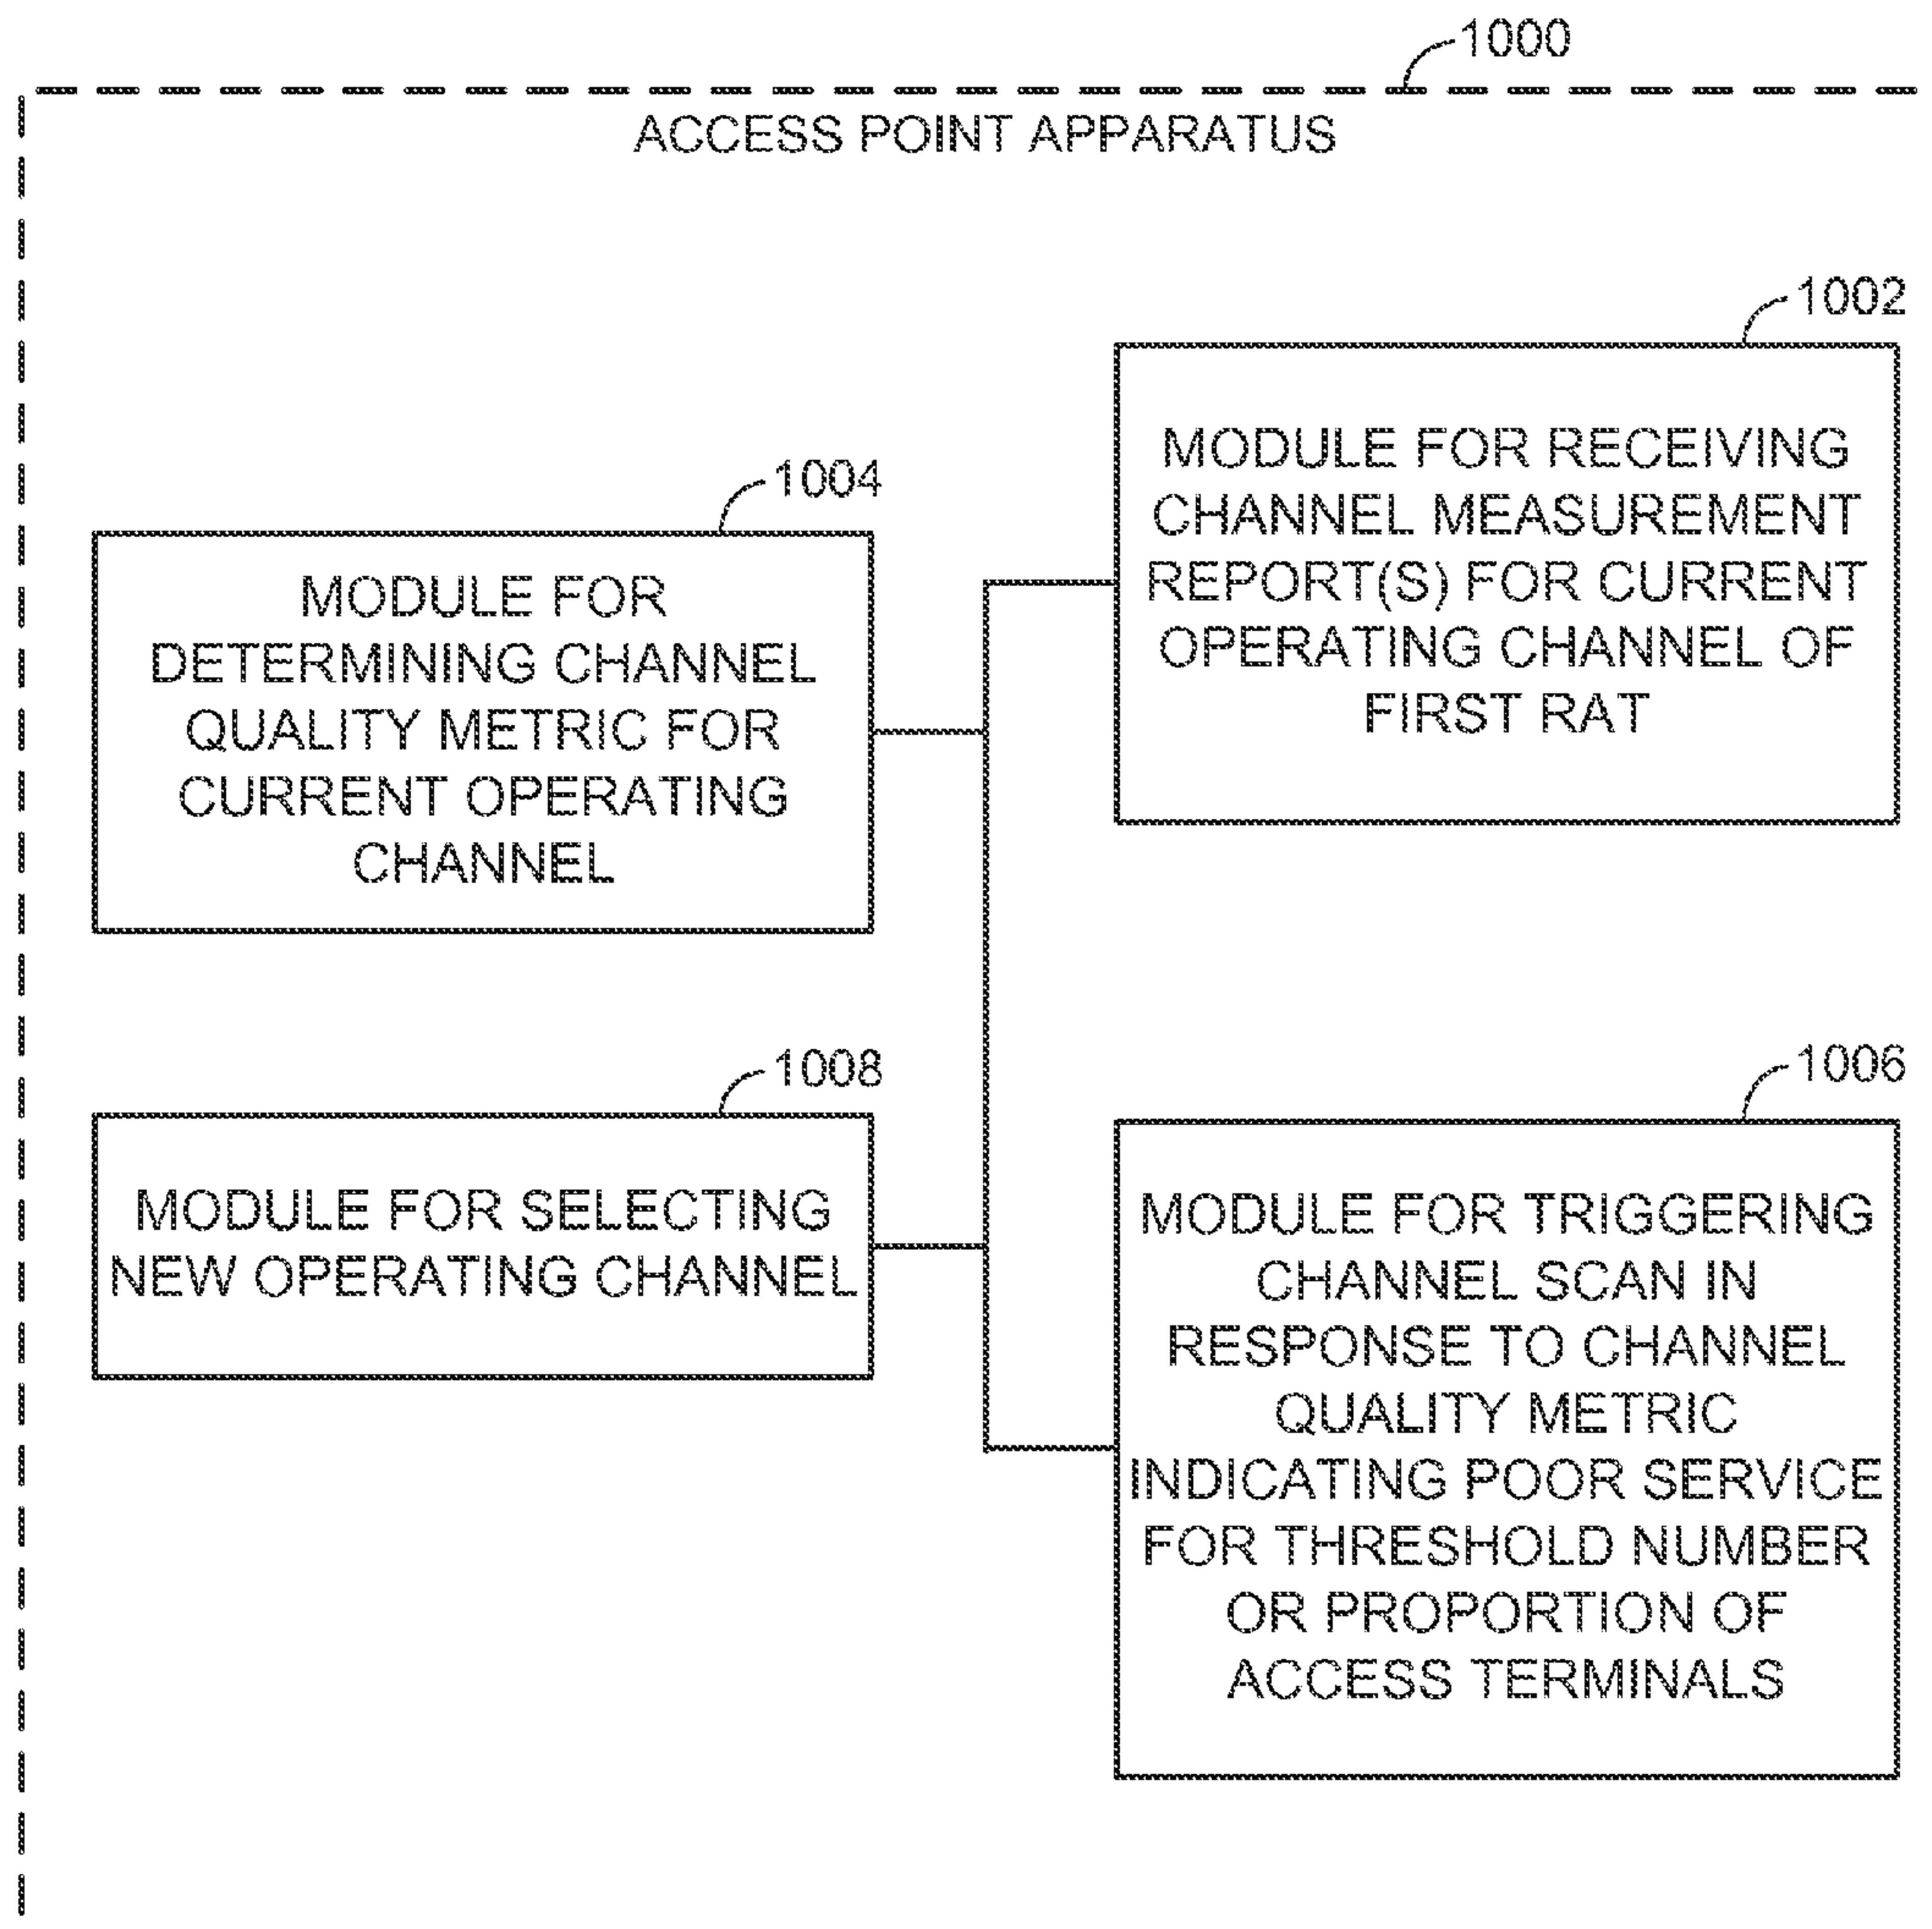 1000
ACCESS POINT APPARATUS
1002
MODULE FOR RECEIVING
CHANNEL MEASUREMENT
REPORT(S) FOR CURRENT
OPERATING CHANNEL OF
FIRST RAT
1004
MODULE FOR
DETERMINING CHANNEL
QUALITY METRIC FOR
CURRENT OPERATING
CHANNEL
1008
MODULE FOR SELECTING
NEW OPERATING CHANNEL
1006
MODULE FOR TRIGGERING
CHANNEL SCAN IN
RESPONSE TO CHANNEL
QUALITY METRIC
INDICATING POOR SERVICE
FOR THRESHOLD NUMBER
OR PROPORTION OF
ACCESS TERMINALS